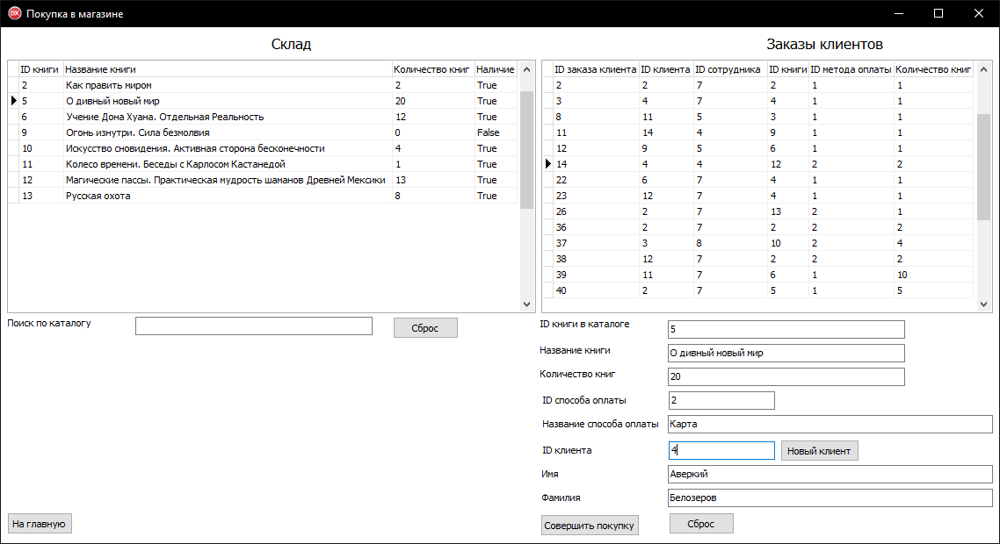 DX Покупка в магазине
Склад
ID книги Название книги Количество книг Наличие
2 Как править миром 2 True
5 О дивный новый мир 20 True
6 Учение Дона Хуана. Отдельная Реальность 12 True
9 Огонь изнутри. Сила безмолвия 0 False
10 Искусство сновидения. Активная сторона бесконечности 4 True
11 Колесо времени. Беседы с Карлосом Кастанедой 1 True
12 Магические пассы. Практическая мудрость шаманов Древней Мексики 13 True
13 Русская охота 8 True
Поиск по каталогу
Сброс
На главную
Заказы клиентов
ID заказа клиента ID клиента ID сотрудника ID книги ID метода оплаты Количество книг
2 2 7 2 1 1
3 4 7 4 1 1
8 11 5 3 1 1
11 14 4 9 1 1
12 9 5 6 1 1
14 4 4 12 2 2
22 6 7 4 1 1
23 12 7 4 1 1
26 2 7 13 2 1
36 2 7 2 2 2
37 3 8 10 2 4
38 12 7 2 2 2
39 11 7 6 1 10
40 2 7 5 1 5
ID книги в каталоге 5
Название книги О дивный новый мир
Количество книг 20
ID способа оплаты 2
Название способа оплаты Карта
ID клиента 4 Новый клиент
Имя Аверкий
Фамилия Белозеров
Совершить покупку Сброс